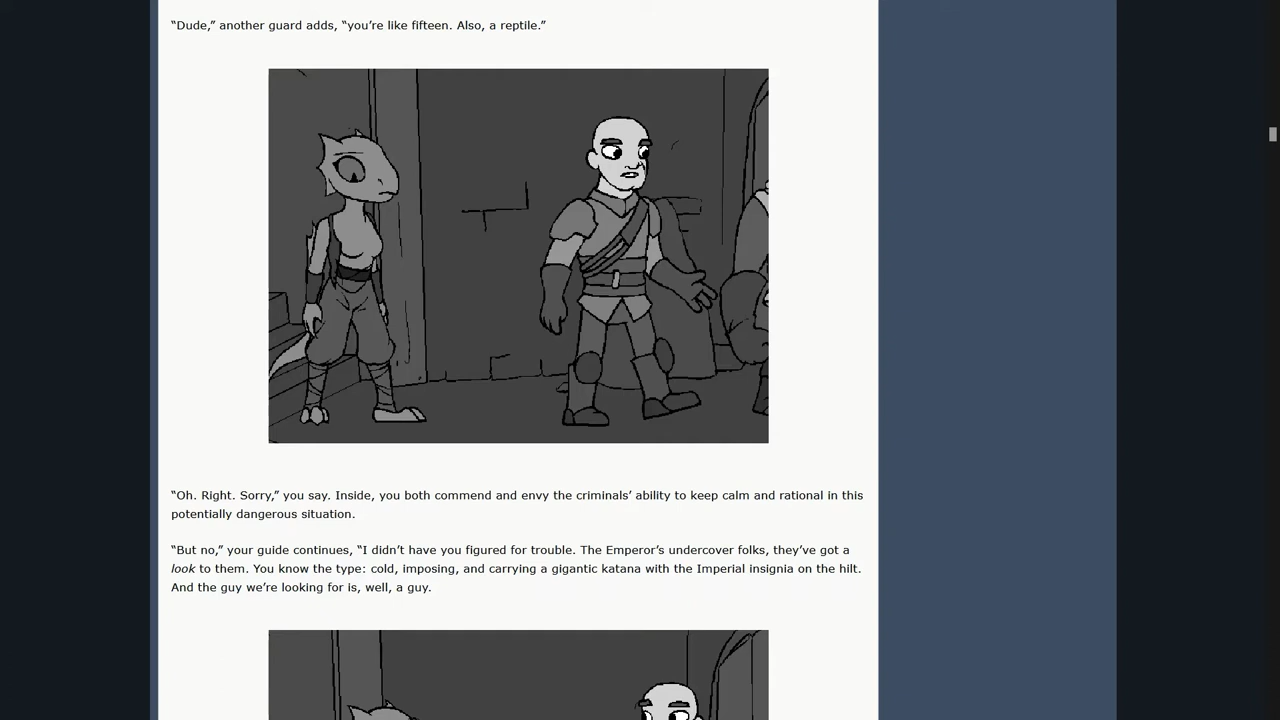 “Dude,” another guard adds, “you’re like fifteen. Also, a reptile.”
“Oh. Right. Sorry,” you say. Inside, you both commend and envy the criminals’ ability to keep calm and rational in this
potentially dangerous situation.
“But no,” your guide continues, “I didn’t have you figured for trouble. The Emperor’s undercover folks, they’ve got a
look to them. You know the type: cold, imposing, and carrying a gigantic katana with the Imperial insignia on the hilt.
And the guy we’re looking for is, well, a guy.